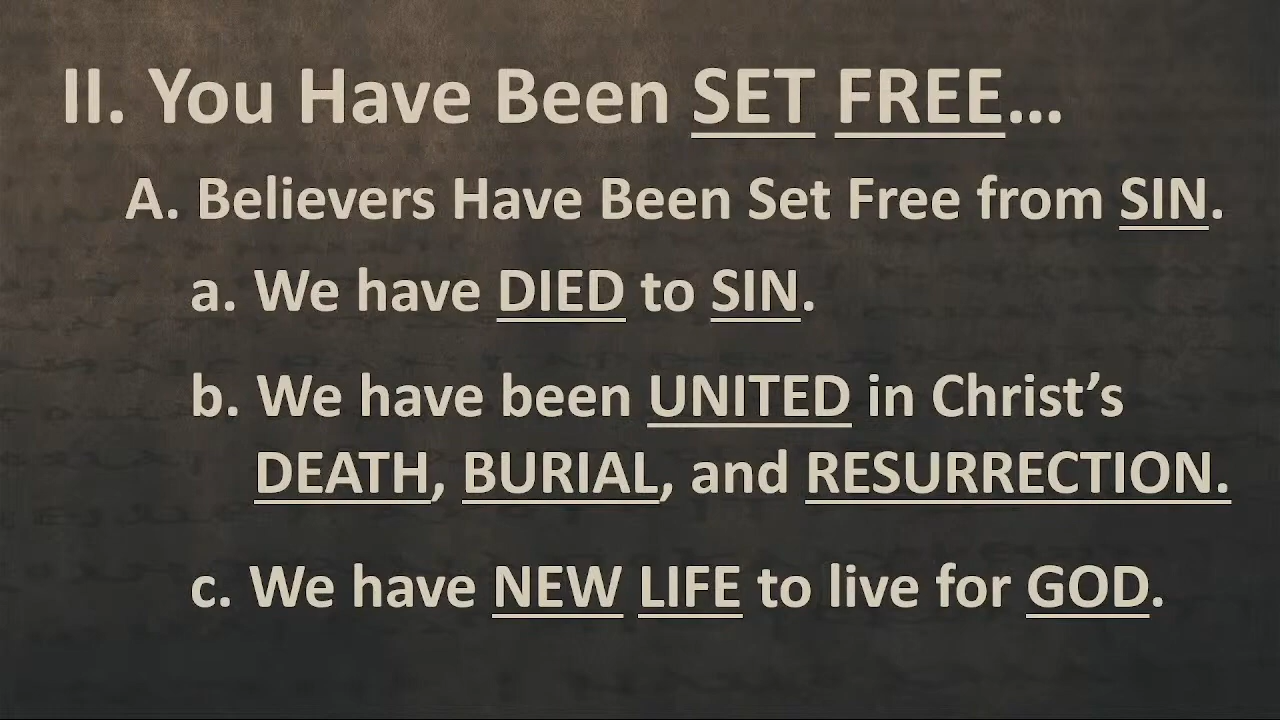 II. You Have Been SET FREE...
A. Believers Have Been Set Free from SIN.
a. We have DIED to SIN.
b. We have been UNITED in Christ’s
DEATH, BURIAL, and RESURRECTION.
c. We have NEW LIFE to live for GOD.